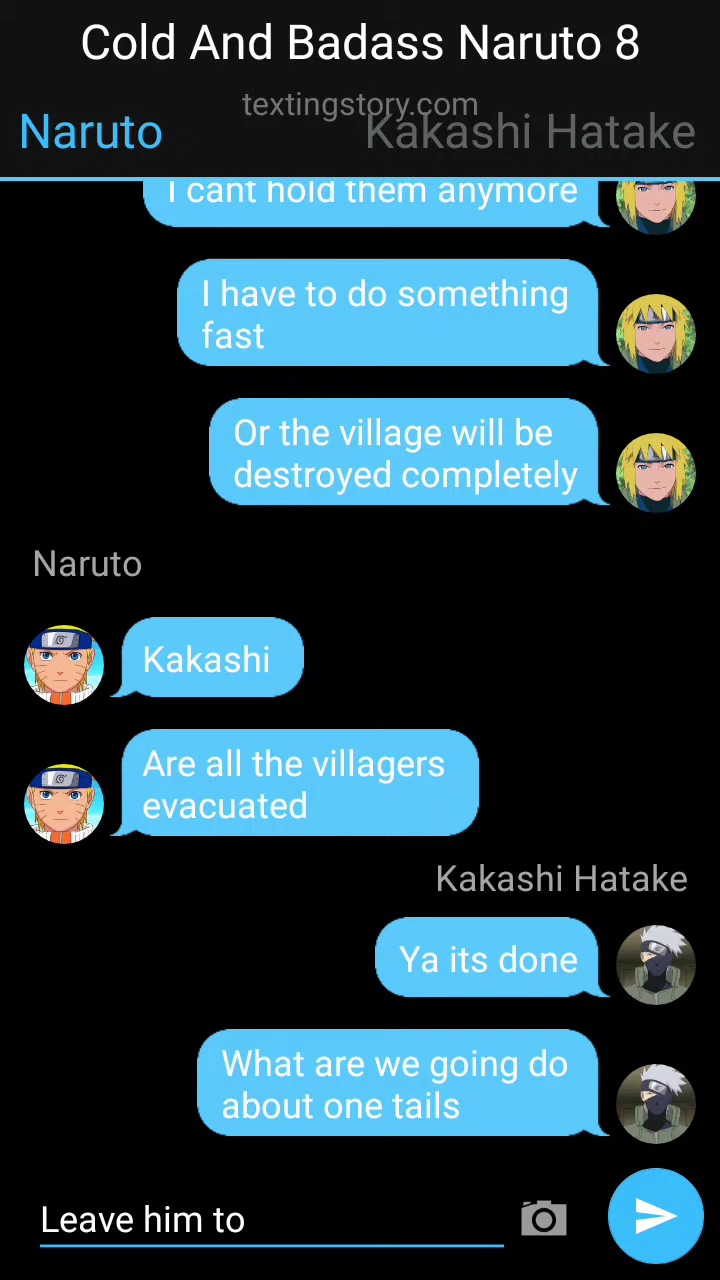 Cold And Badass Naruto 8
textingstory.com
Naruto
Kakashi Hatake
I cant hold them anymore
I have to do something
fast
Or the village will be
destroyed completely
Naruto
Kakashi
Are all the villagers
evacuated
Kakashi Hatake
Ya its done
What are we going do
about one tails
Leave him to